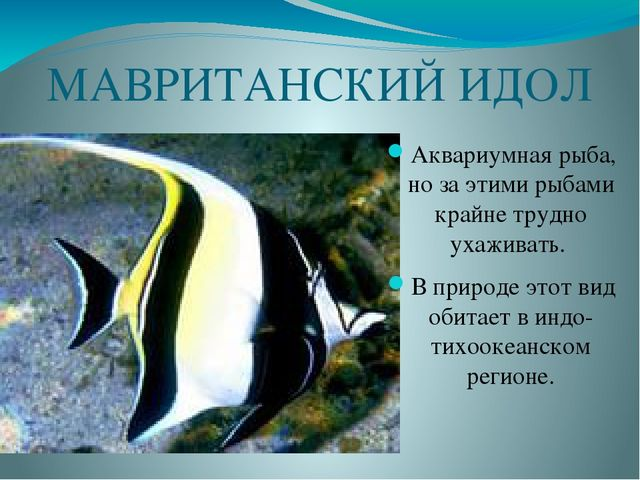 МАВРИТАНСКИЙ ИДОЛ
Аквариумная рыба,
но за этими рыбами
крайне трудно
ухаживать.
В природе этот вид
обитает в индо-
тихоокеанском
регионе.